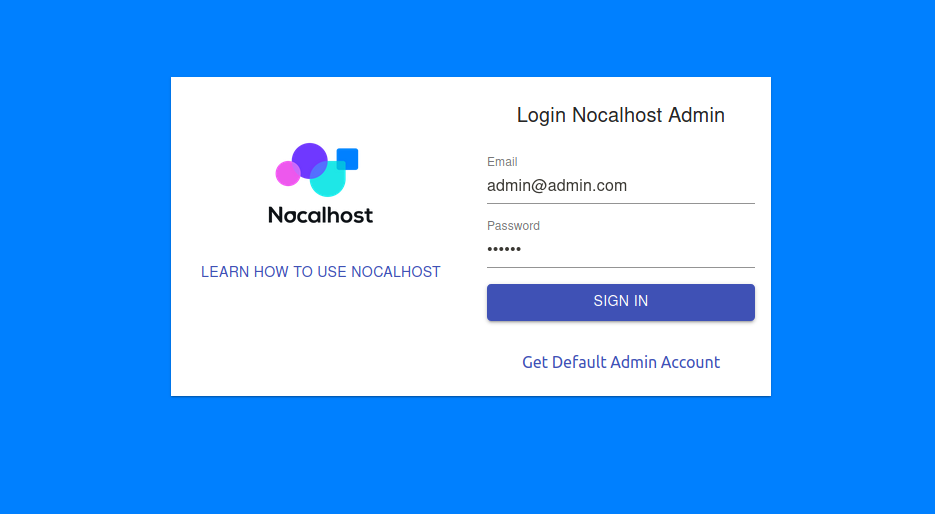 Nocalhost
LEARN HOW TO USE NOCALHOST
Login Nocalhost Admin
Email
admin@admin.com
Password
••••••
SIGN IN
Get Default Admin Account